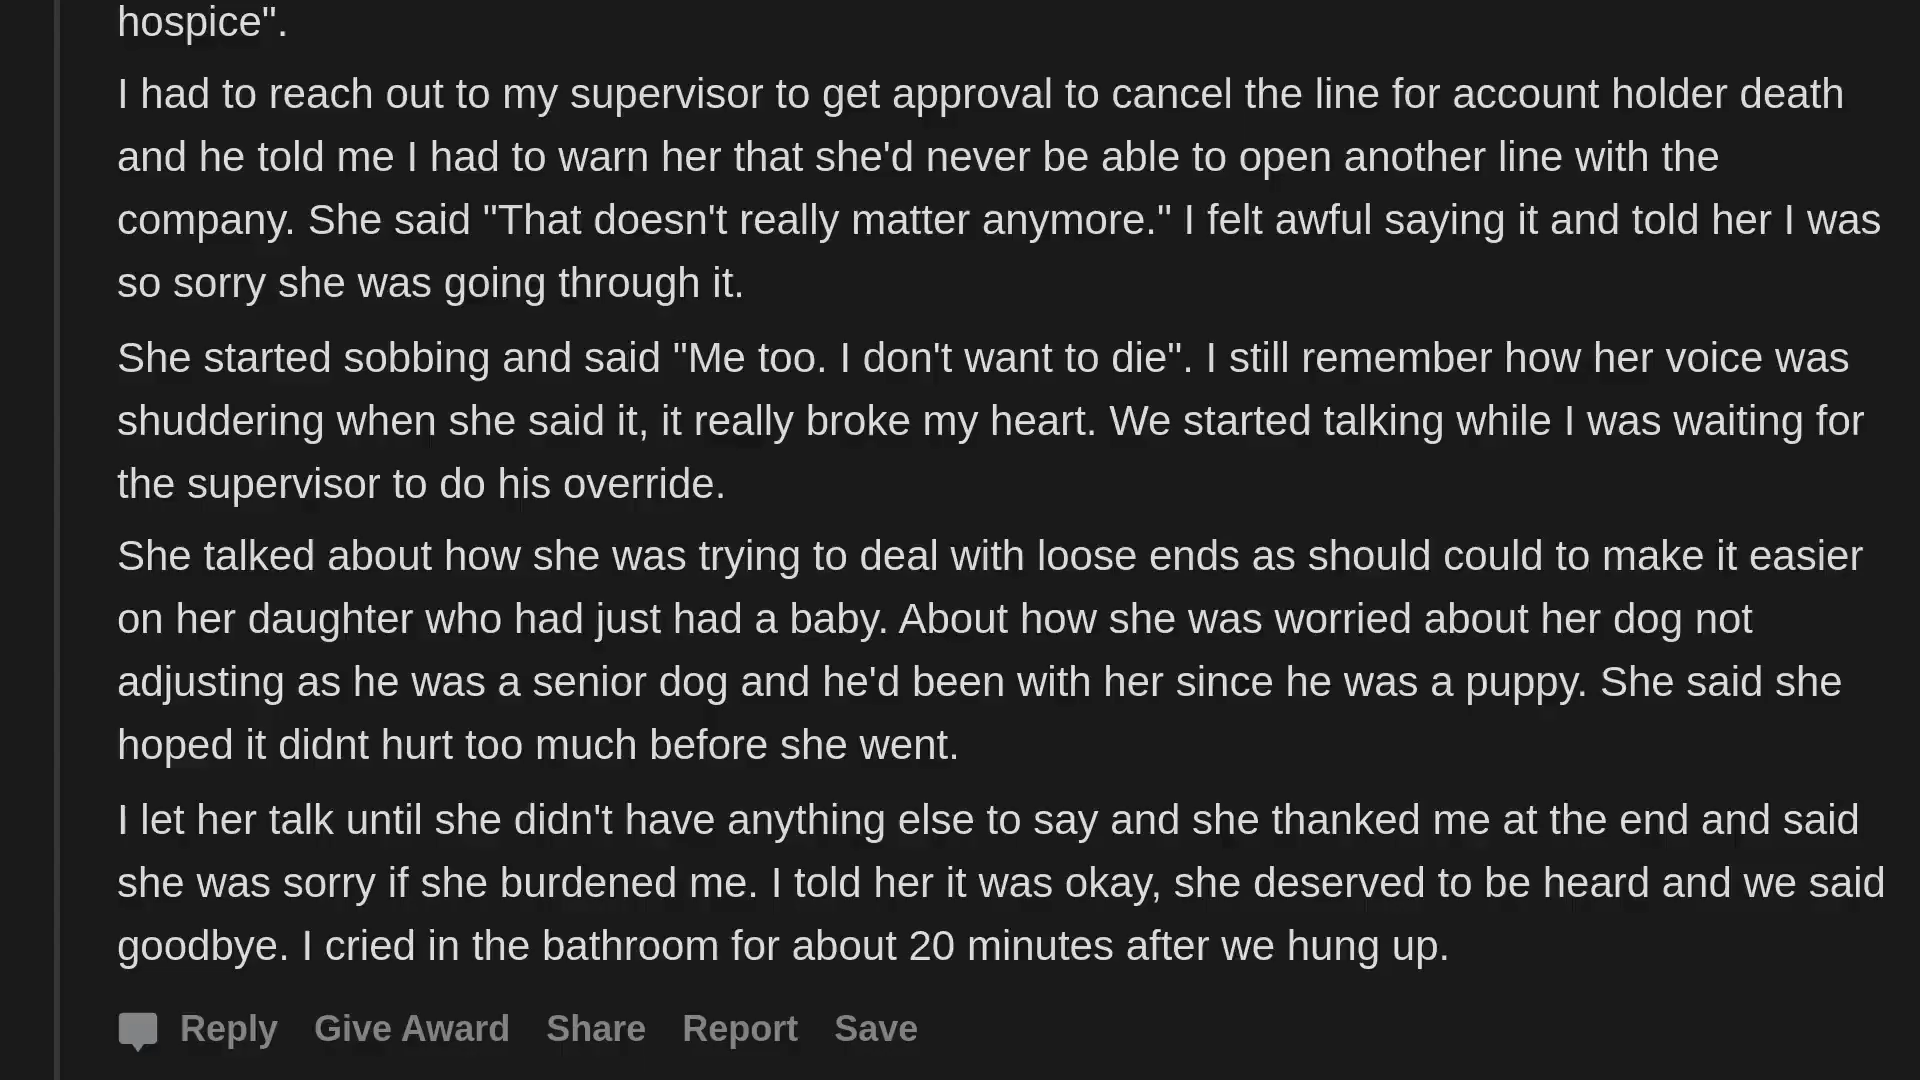 hospice".
I had to reach out to my supervisor to get approval to cancel the line for account holder death
and he told me I had to warn her that she'd never be able to open another line with the
company. She said "That doesn't really matter anymore." I felt awful saying it and told her I was
so sorry she was going through it.
She started sobbing and said "Me too. I don't want to die". I still remember how her voice was
shuddering when she said it, it really broke my heart. We started talking while I was waiting for
the supervisor to do his override.
She talked about how she was trying to deal with loose ends as should could to make it easier
on her daughter who had just had a baby. About how she was worried about her dog not
adjusting as he was a senior dog and he'd been with her since he was a puppy. She said she
hoped it didnt hurt too much before she went.
I let her talk until she didn't have anything else to say and she thanked me at the end and said
she was sorry if she burdened me. I told her it was okay, she deserved to be heard and we said
goodbye. I cried in the bathroom for about 20 minutes after we hung up.
Reply Give Award Share Report Save